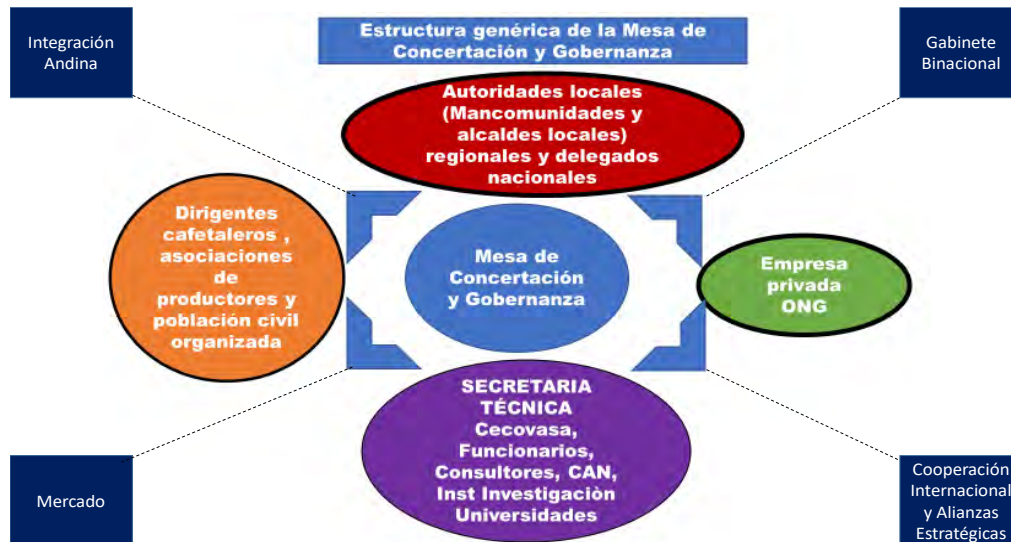 Integración
Andina
Estructura genérica de la Mesa de
Concertación y Gobernanza
Gabinete
Binacional
Autoridades locales
(Mancomunidades y
alcaldes locales)
regionales y delegados
nacionales
Dirigentes
cafetaleros ,
asociaciones
de
productores y
población civil
organizada
Mesa de
Concertación
y Gobernanza
Empresa
privada
ONG
SECRETARIA
TÉCNICA
Cecovasa,
Funcionarios,
Consultores, CAN,
Inst Investigaciòn
Universidades
Mercado
Cooperación
Internacional
y Alianzas
Estratégicas